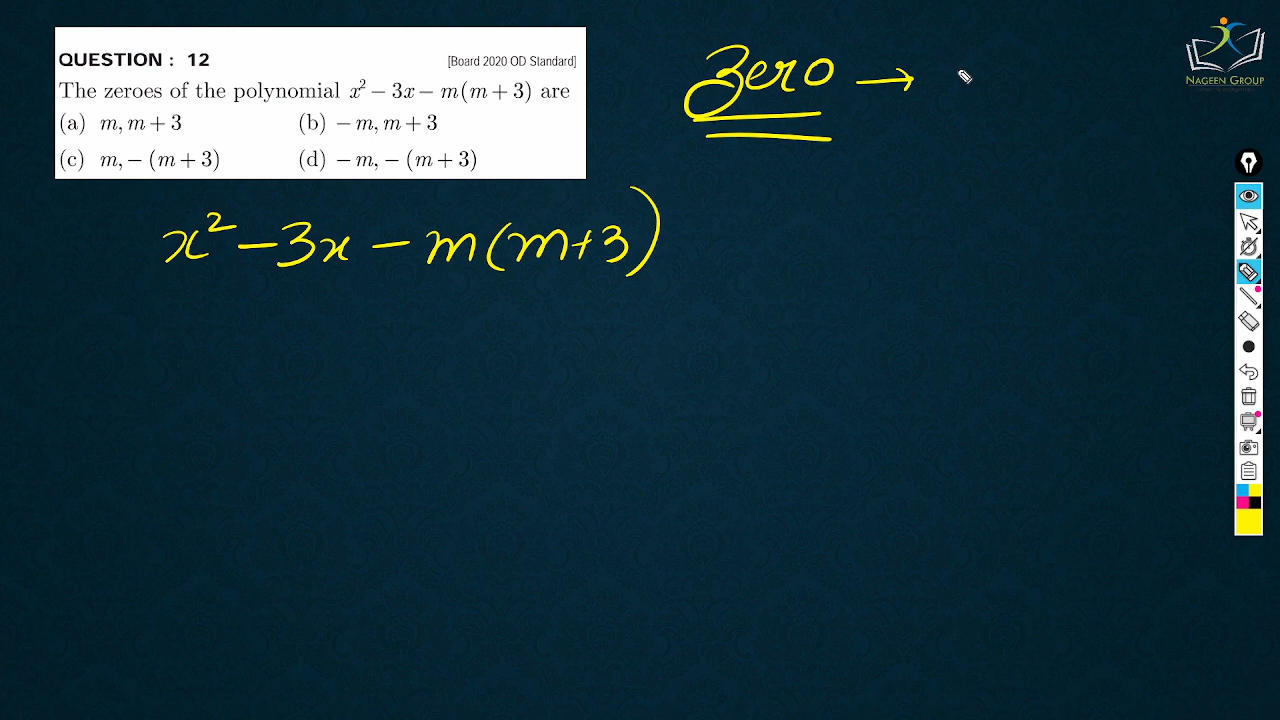 QUESTION : 12 [Board 2020 OD Standard]
The zeroes of the polynomial x² − 3x − m(m + 3) are
(a) m, m + 3 (b) − m, m + 3
(c) m, − (m + 3) (d) − m, − (m + 3)
Zero →
x² − 3x − m(m+3)
NAGEEN GROUP